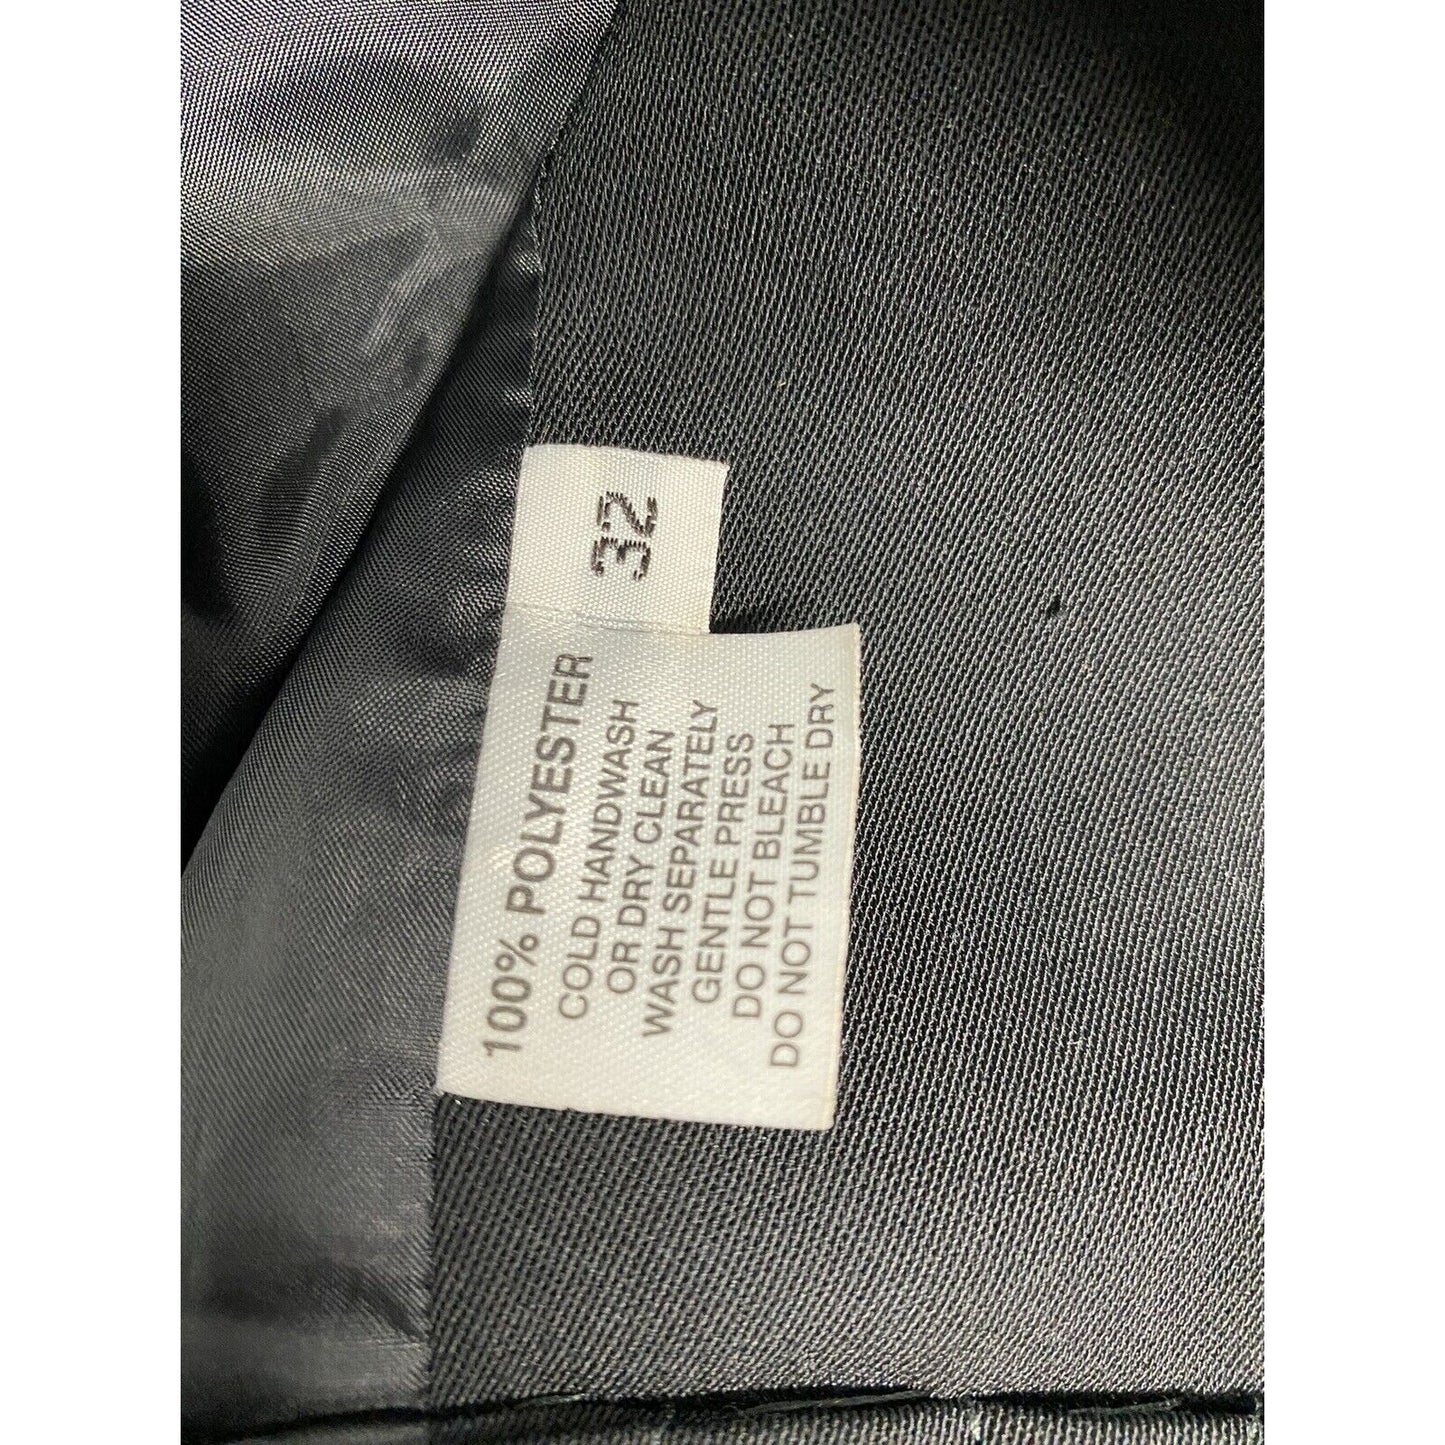 32
100% POLYESTER
COLD HANDWASH
OR DRY CLEAN
WASH SEPARATELY
GENTLE PRESS
DO NOT BLEACH
DO NOT TUMBLE DRY